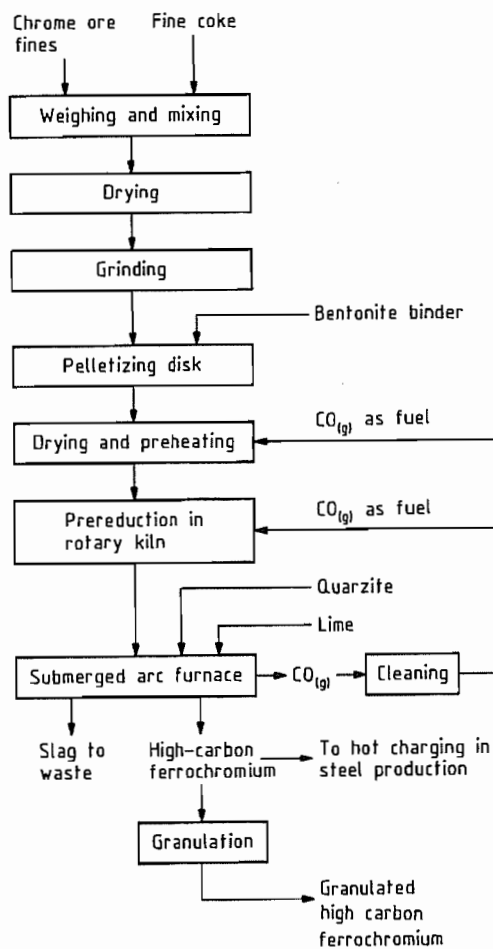 Chrome ore
fines
Fine coke
Weighing and mixing
Drying
Grinding
Bentonite binder
Pelletizing disk
CO(g) as fuel
Drying and preheating
CO(g) as fuel
Prereduction in
rotary kiln
Quarzite
Lime
Submerged arc furnace
CO(g)
Cleaning
Slag to
waste
High-carbon
ferrochromium
To hot charging in
steel production
Granulation
Granulated
high carbon
ferrochromium